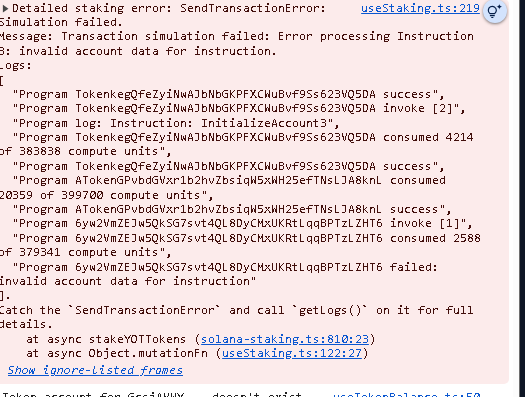 ▶Detailed staking error: SendTransactionError: useStaking.ts:219
Simulation failed.
Message: Transaction simulation failed: Error processing Instruction
3: invalid account data for instruction.
Logs:
[
"Program TokenkegQfeZyiNwAJbNbGKPFXCWuBvf9Ss623VQ5DA success",
"Program TokenkegQfeZyiNwAJbNbGKPFXCWuBvf9Ss623VQ5DA invoke [2]",
"Program log: Instruction: InitializeAccount3",
"Program TokenkegQfeZyiNwAJbNbGKPFXCWuBvf9Ss623VQ5DA consumed 4214
of 383838 compute units",
"Program TokenkegQfeZyiNwAJbNbGKPFXCWuBvf9Ss623VQ5DA success",
"Program ATokenGPvbdGVxr1b2hvZbsiqW5xWH25efTNsLJA8knL consumed
20359 of 399700 compute units",
"Program ATokenGPvbdGVxr1b2hvZbsiqW5xWH25efTNsLJA8knL success",
"Program 6yw2VmZEJw5QkSG7svt4QL8DyCMxUKRtLqqBPTzLZHT6 invoke [1]",
"Program 6yw2VmZEJw5QkSG7svt4QL8DyCMxUKRtLqqBPTzLZHT6 consumed 2588
of 379341 compute units",
"Program 6yw2VmZEJw5QkSG7svt4QL8DyCMxUKRtLqqBPTzLZHT6 failed:
invalid account data for instruction"
].
Catch the `SendTransactionError` and call `getLogs()` on it for full
details.
at async stakeYOTTokens (solana-staking.ts:810:23)
at async Object.mutationFn (useStaking.ts:122:27)
Show ignore-listed frames